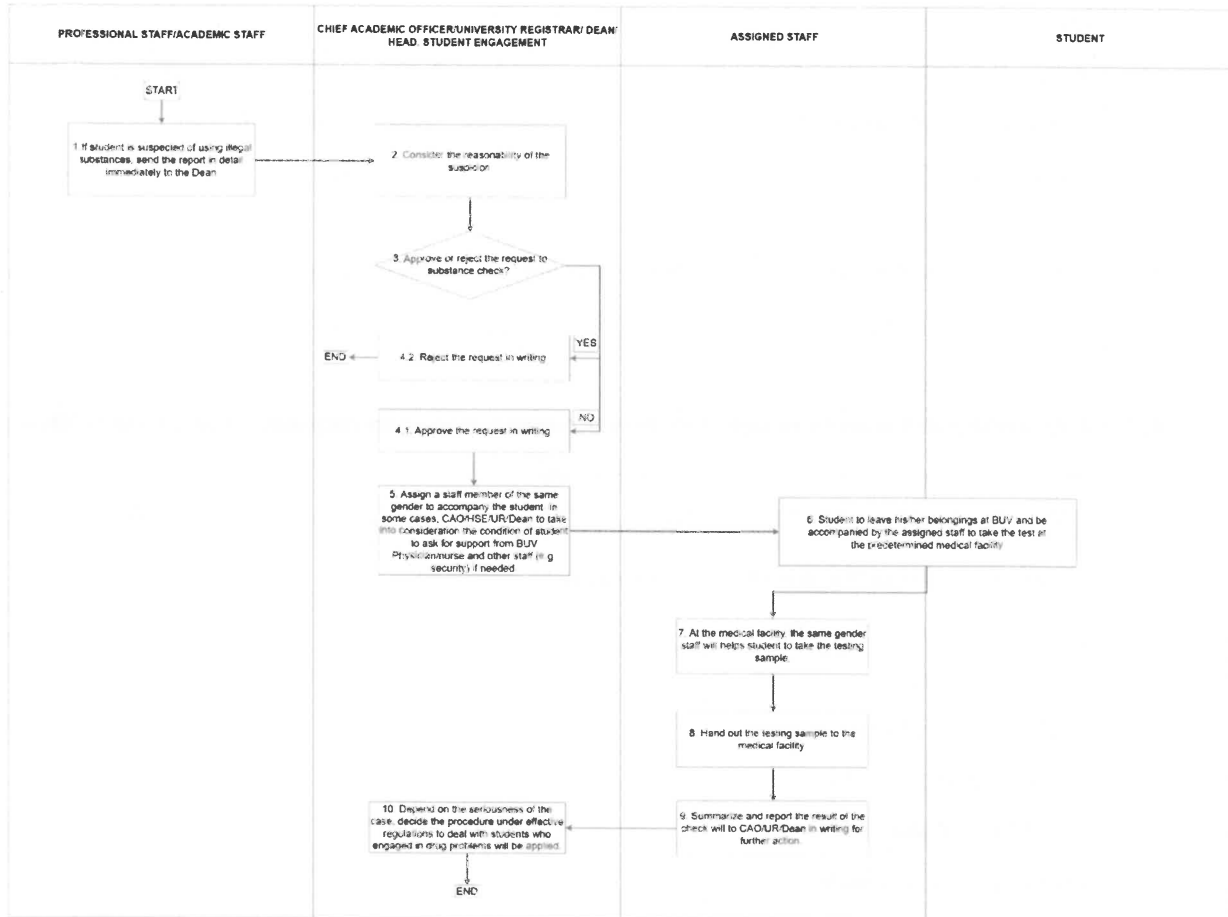 PROFESSIONAL STAFF/ACADEMIC STAFF
CHIEF ACADEMIC OFFICER/UNIVERSITY REGISTRAR/ DEAN/
HEAD. STUDENT ENGAGEMENT
ASSIGNED STAFF
STUDENT
START
1 If student is suspected of using illegal
substances, send the report in detail
immediately to the Dean
2. Consider the reasonability of the
suspicion
3. Approve or reject the request to
substance check?
YES
END
4.2. Reject the request in writing
NO
4.1. Approve the request in writing
5. Assign a staff member of the same
gender to accompany the student. in
some cases, CAO/HSE/UR/Dean to take
into consideration the condition of student
to ask for support from BUV
Physician/nurse and other staff (e.g
security) if needed
6. Student to leave his/her belongings at BUV and be
accompanied by the assigned staff to take the test at
the predetermined medical facility
7. At the medical facility, the same gender
staff will helps student to take the testing
sample.
8. Hand out the testing sample to the
medical facility
9. Summarize and report the result of the
check will to CAO/UR/Dean in writing for
further action.
10. Depend on the seriousness of the
case, decide the procedure under effective
regulations to deal with students who
engaged in drug problems will be applied.
END